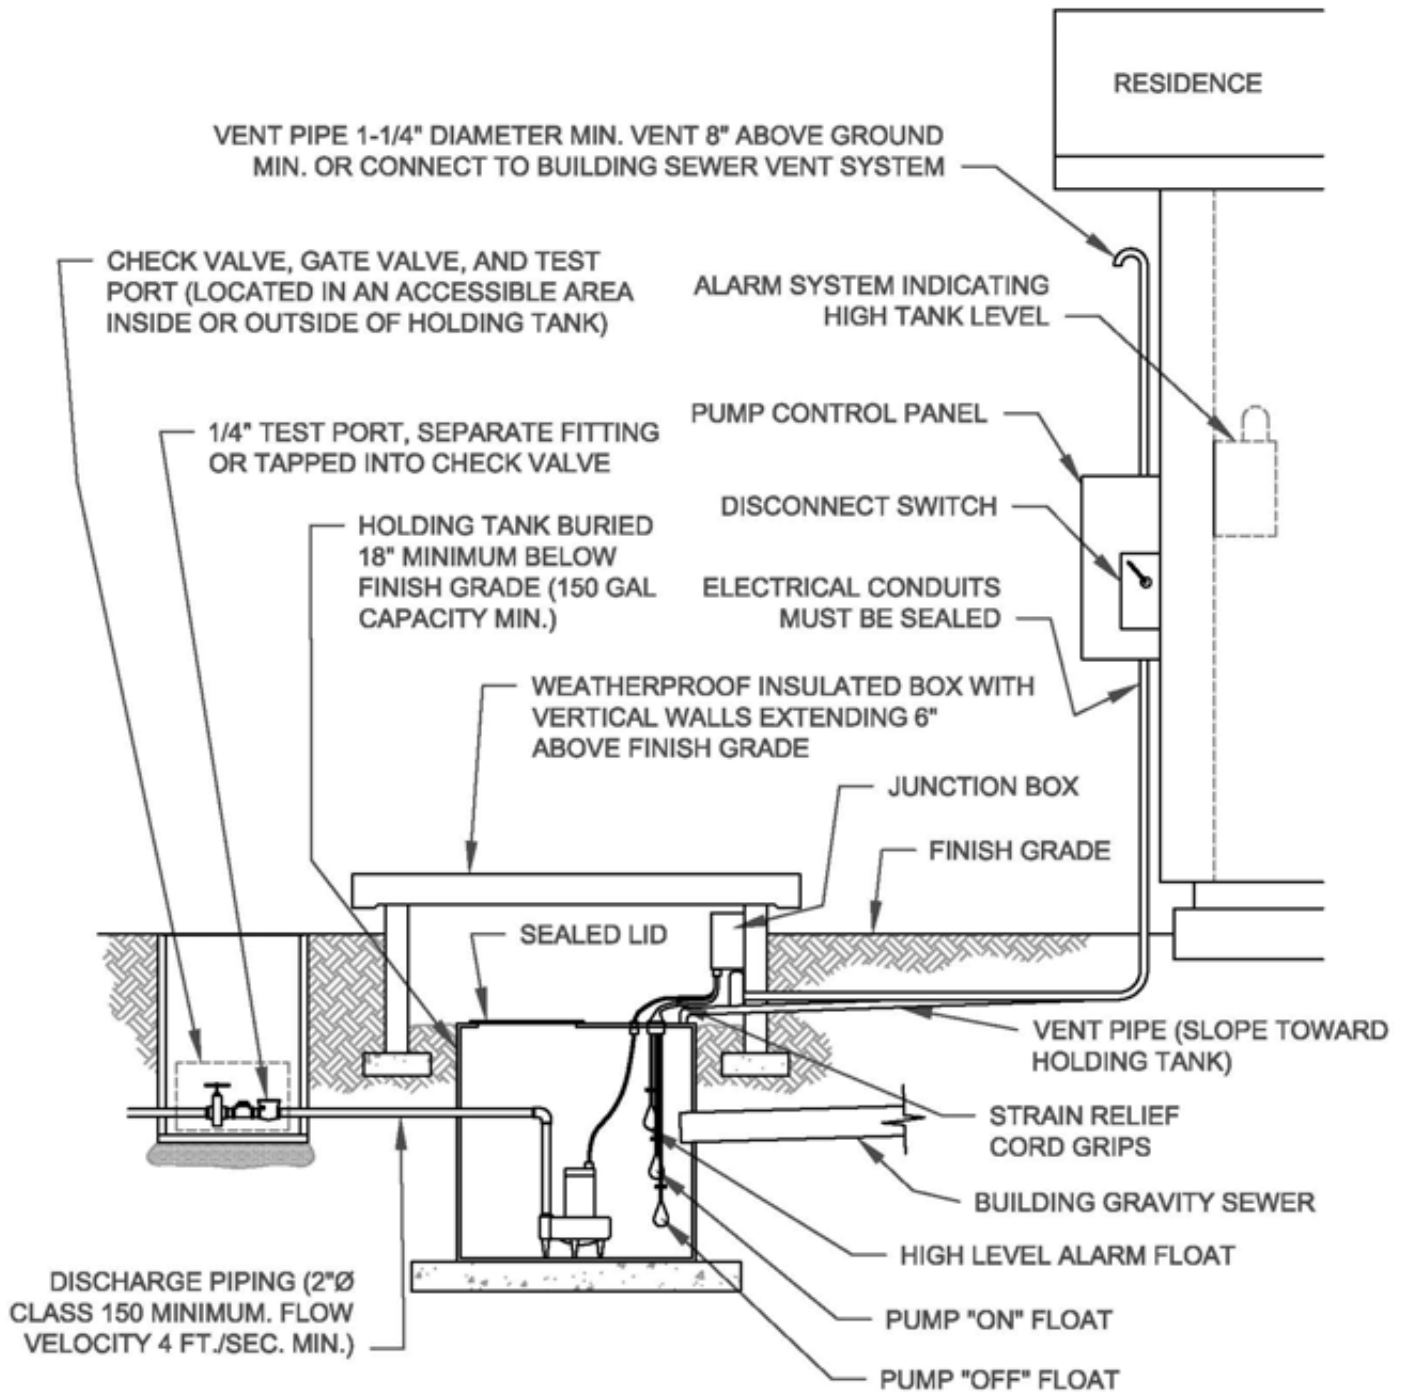 RESIDENCE
VENT PIPE 1-1/4" DIAMETER MIN. VENT 8" ABOVE GROUND
MIN. OR CONNECT TO BUILDING SEWER VENT SYSTEM
CHECK VALVE, GATE VALVE, AND TEST
PORT (LOCATED IN AN ACCESSIBLE AREA
INSIDE OR OUTSIDE OF HOLDING TANK)
ALARM SYSTEM INDICATING
HIGH TANK LEVEL
PUMP CONTROL PANEL
1/4" TEST PORT, SEPARATE FITTING
OR TAPPED INTO CHECK VALVE
DISCONNECT SWITCH
HOLDING TANK BURIED
18" MINIMUM BELOW
FINISH GRADE (150 GAL
CAPACITY MIN.)
ELECTRICAL CONDUITS
MUST BE SEALED
WEATHERPROOF INSULATED BOX WITH
VERTICAL WALLS EXTENDING 6"
ABOVE FINISH GRADE
JUNCTION BOX
FINISH GRADE
SEALED LID
VENT PIPE (SLOPE TOWARD
HOLDING TANK)
STRAIN RELIEF
CORD GRIPS
BUILDING GRAVITY SEWER
HIGH LEVEL ALARM FLOAT
DISCHARGE PIPING (2"Ø
CLASS 150 MINIMUM. FLOW
VELOCITY 4 FT./SEC. MIN.)
PUMP "ON" FLOAT
PUMP "OFF" FLOAT